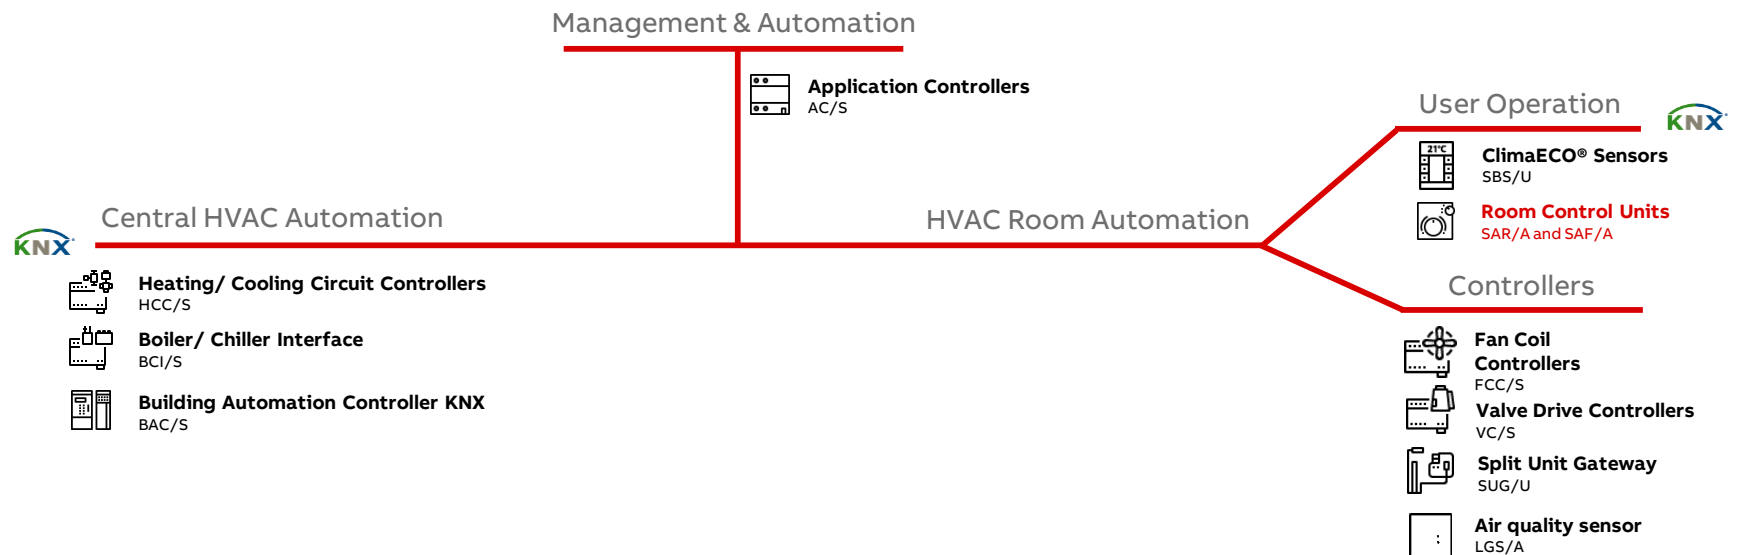 Management & Automation
Application Controllers
AC/S
User Operation
KNX
ClimaECO® Sensors
SBS/U
21°C
Room Control Units
SAR/A and SAF/A
Central HVAC Automation
HVAC Room Automation
KNX
Heating/ Cooling Circuit Controllers
HCC/S
Boiler/ Chiller Interface
BCI/S
Building Automation Controller KNX
BAC/S
Controllers
Fan Coil
Controllers
FCC/S
Valve Drive Controllers
VC/S
Split Unit Gateway
SUG/U
Air quality sensor
LGS/A